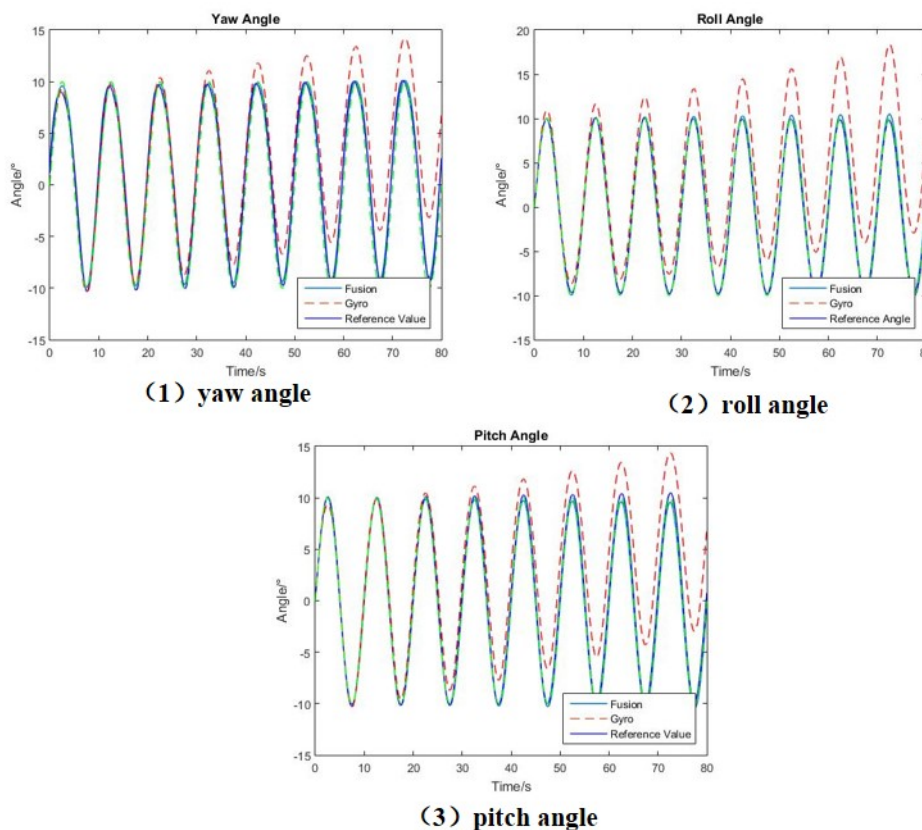 Yaw Angle
15
10
5
0
-5
-10
-15
Angle/°
0 10 20 30 40 50 60 70 80
Time/s
Fusion
Gyro
Reference Value
（1）yaw angle
Roll Angle
20
15
10
5
0
-5
-10
-15
Angle/°
0 10 20 30 40 50 60 70 80
Time/s
Fusion
Gyro
Reference Angle
（2）roll angle
Pitch Angle
15
10
5
0
-5
-10
-15
Angle/°
0 10 20 30 40 50 60 70 80
Time/s
Fusion
Gyro
Reference Value
（3）pitch angle